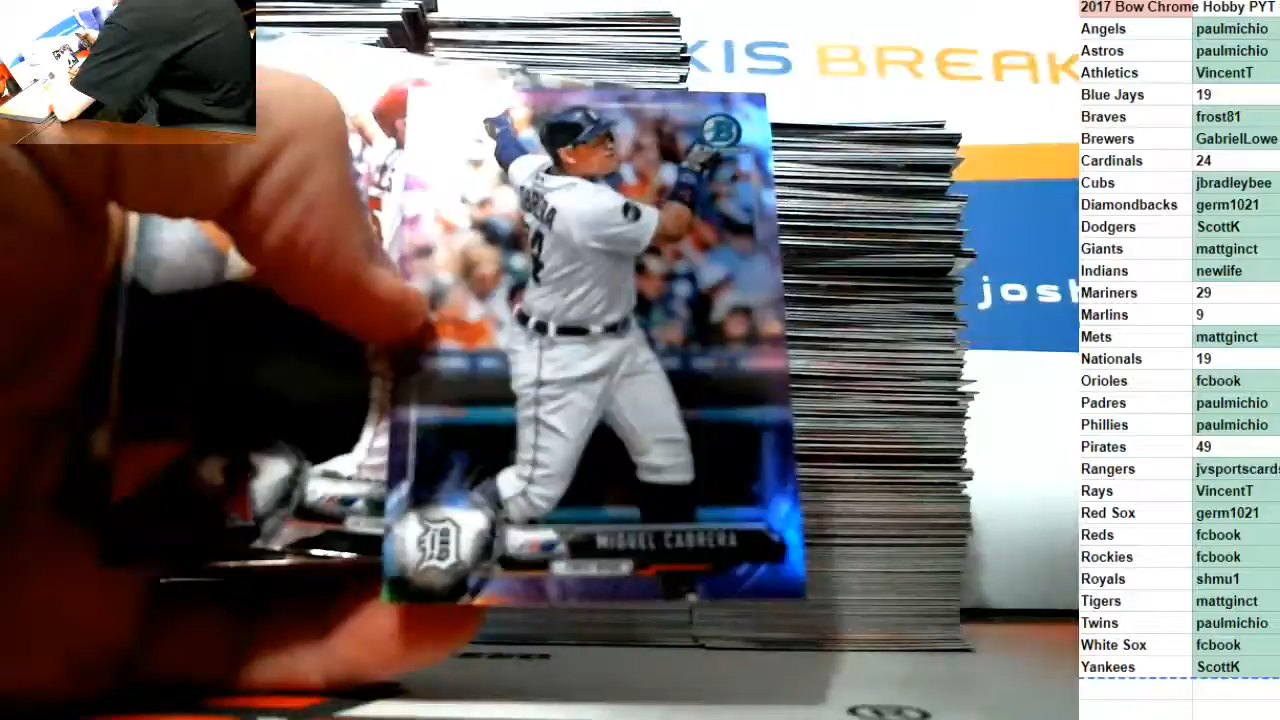 2017 Bow Chrome Hobby PYT
Angels paulmichio
Astros paulmichio
Athletics VincentT
Blue Jays 19
Braves frost81
Brewers GabrielLowe
Cardinals 24
Cubs jbradleybee
Diamondbacks germ1021
Dodgers ScottK
Giants mattginct
Indians newlife
Mariners 29
Marlins 9
Mets mattginct
Nationals 19
Orioles fcbook
Padres paulmichio
Phillies paulmichio
Pirates 49
Rangers jvsportscards
Rays VincentT
Red Sox germ1021
Reds fcbook
Rockies fcbook
Royals shmu1
Tigers mattginct
Twins paulmichio
White Sox fcbook
Yankees ScottK
KIS BREAK
josh
B
D
MIGUEL CABRERA